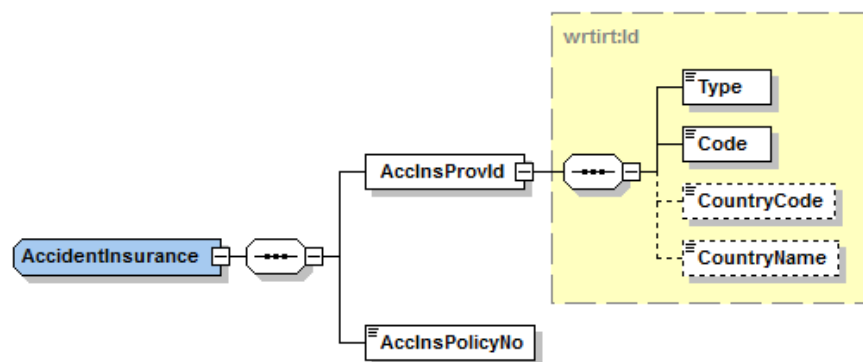 wrtirt:Id
Type
Code
AccInsProvId
CountryCode
AccidentInsurance
CountryName
AccInsPolicyNo